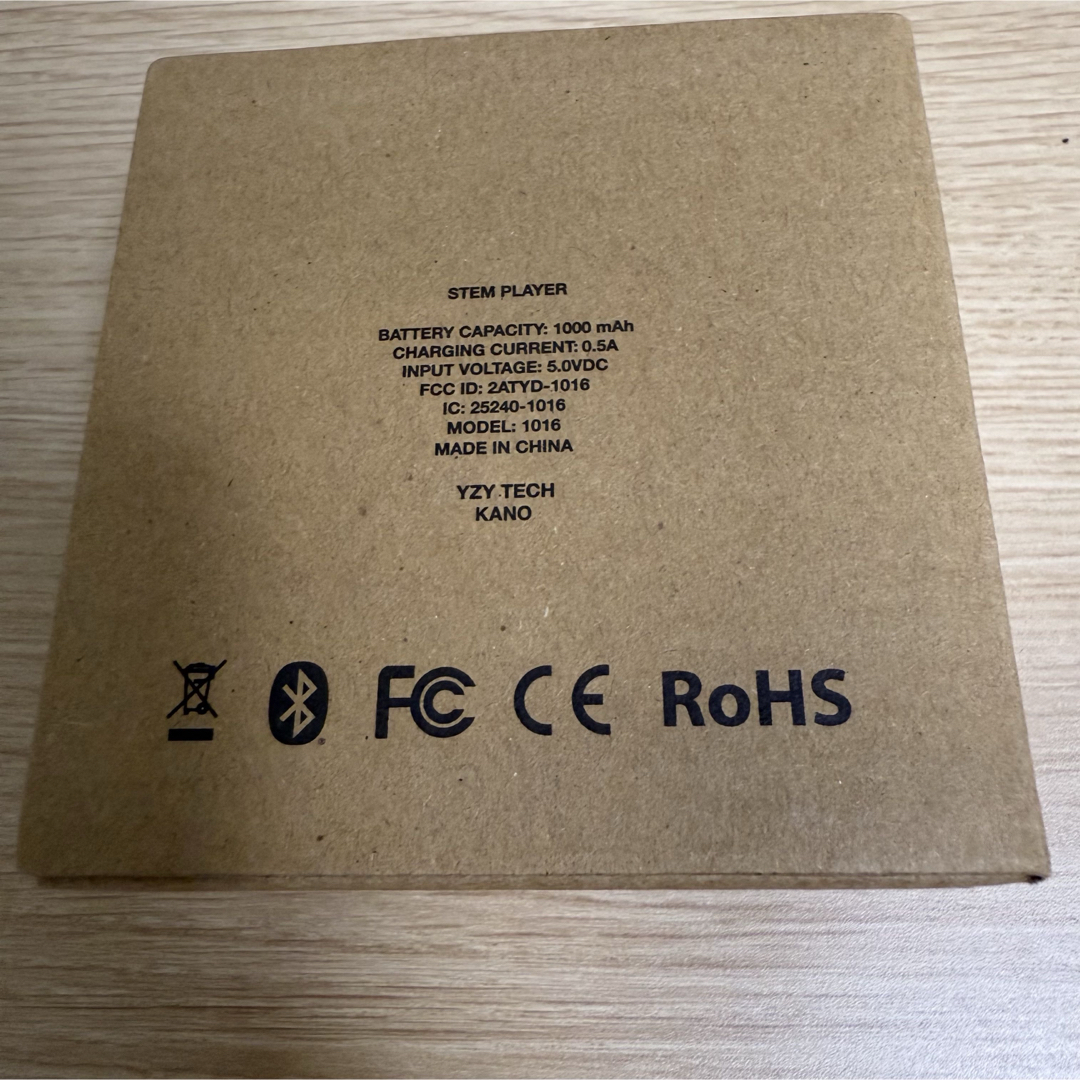 STEM PLAYER
BATTERY CAPACITY: 1000 mAh
CHARGING CURRENT: 0.5A
INPUT VOLTAGE: 5.0VDC
FCC ID: 2ATYD-1016
IC: 25240-1016
MODEL: 1016
MADE IN CHINA
YZY TECH
KANO
FC CE RoHS